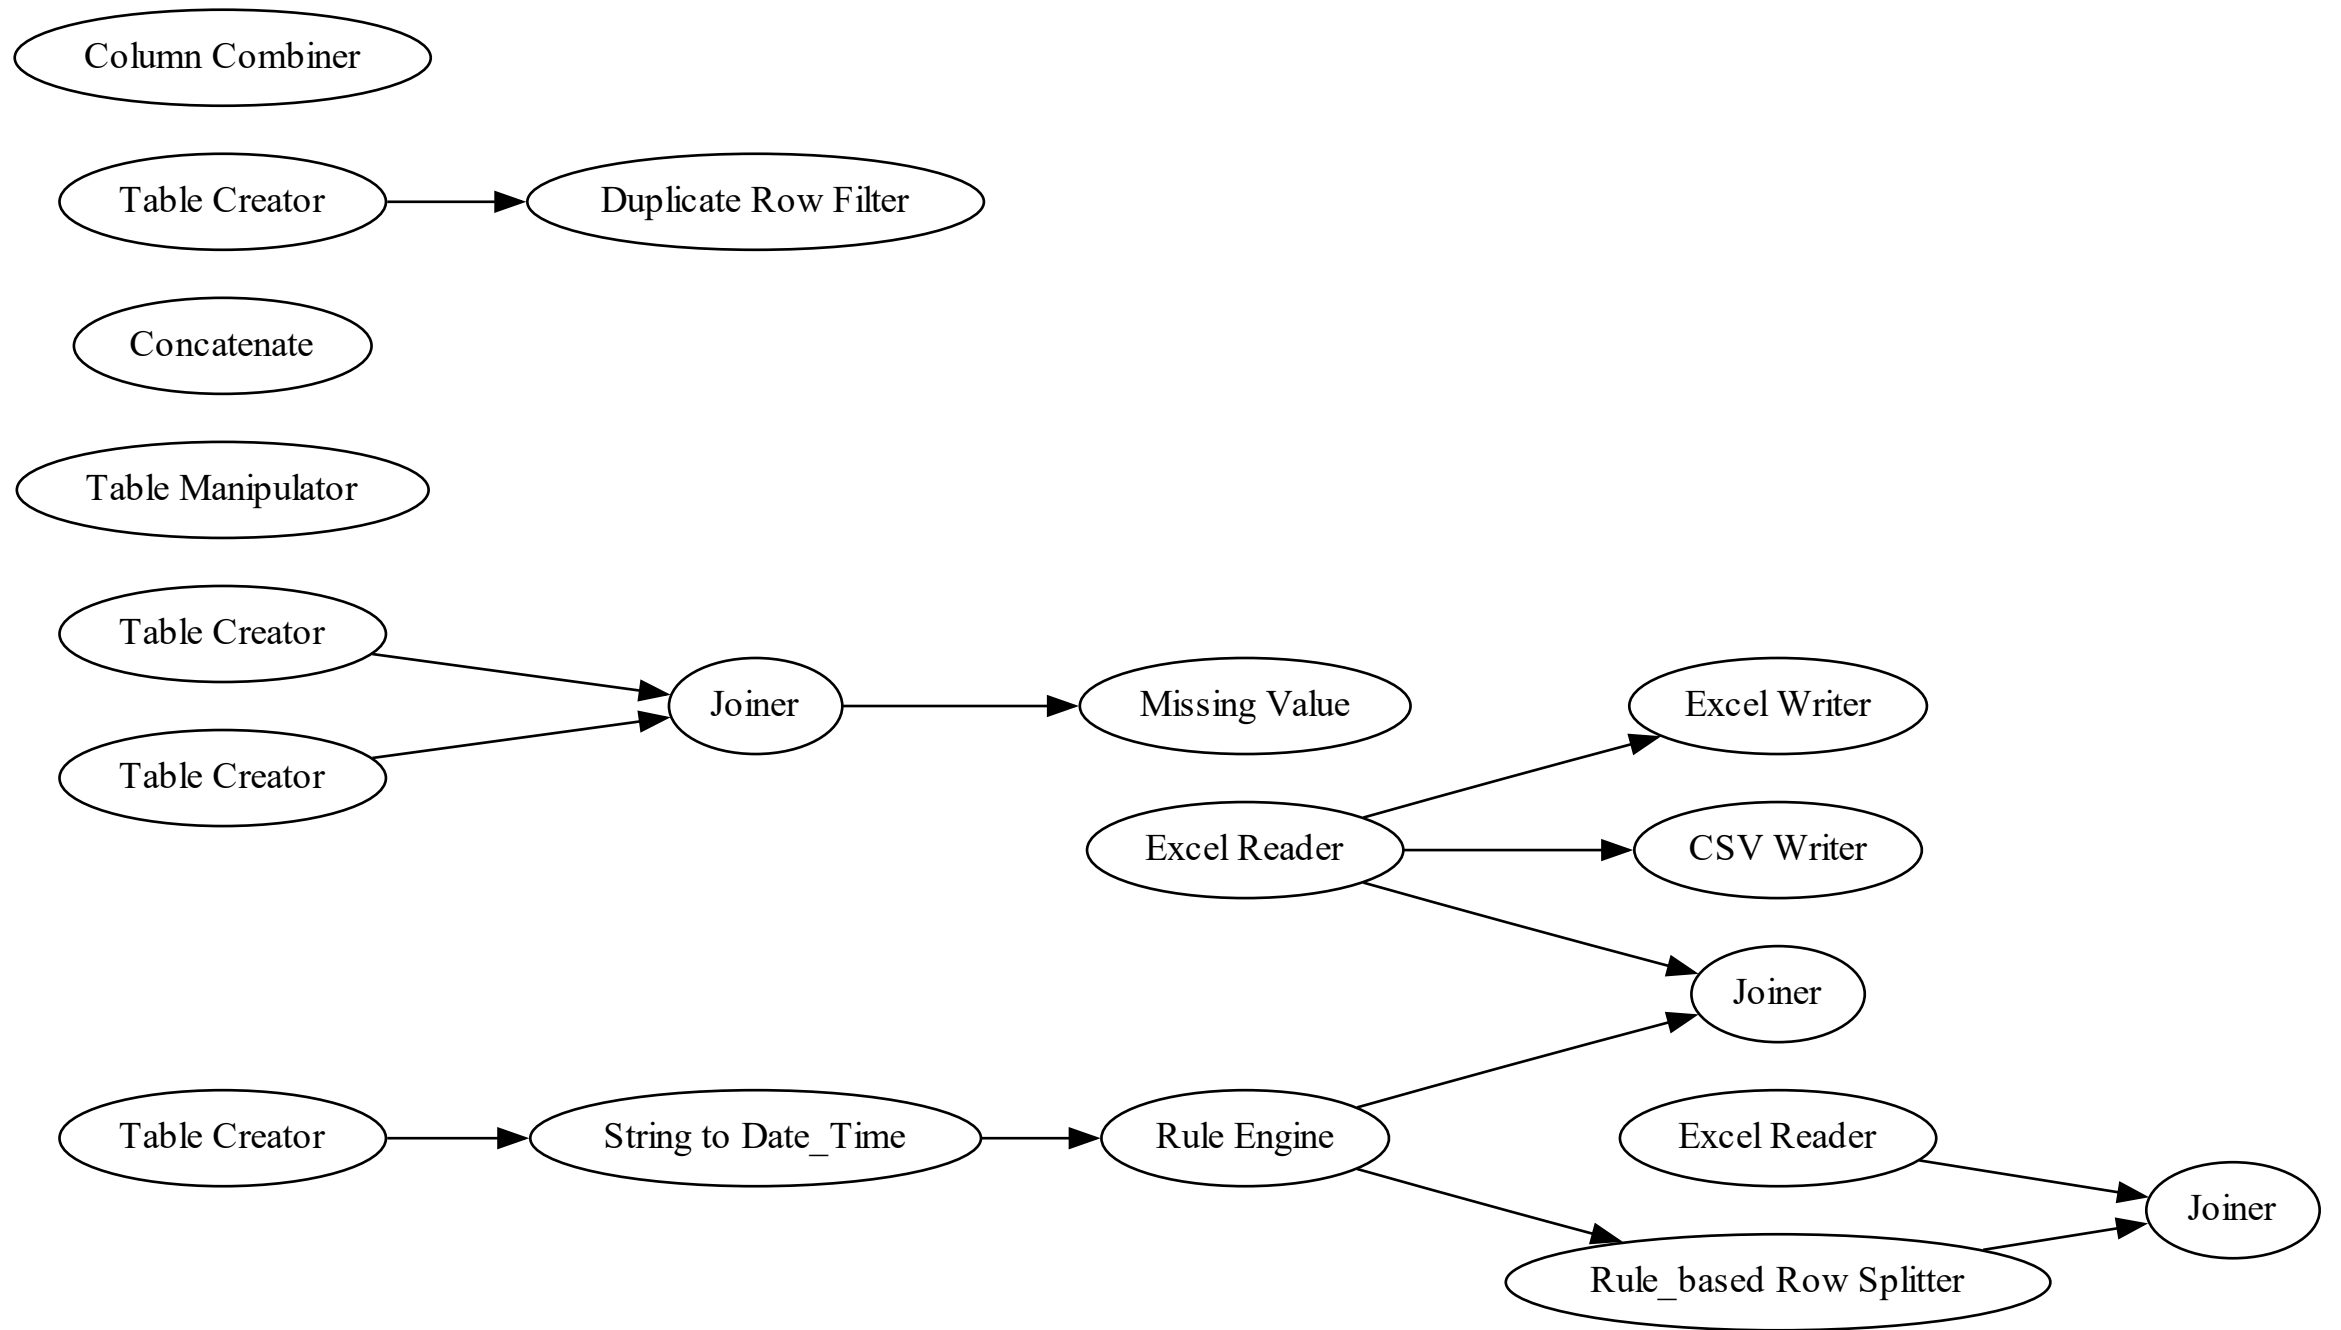 Column Combiner
Table Creator
Duplicate Row Filter
Concatenate
Table Manipulator
Table Creator
Table Creator
Joiner
Missing Value
Excel Writer
Excel Reader
CSV Writer
Joiner
Table Creator
String to Date_Time
Rule Engine
Excel Reader
Joiner
Rule_based Row Splitter